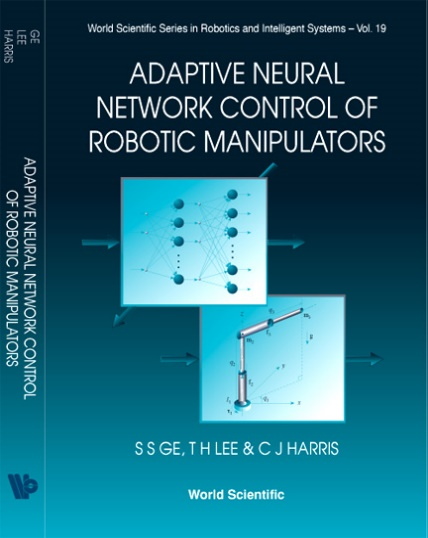 World Scientific Series in Robotics and Intelligent Systems – Vol. 19
ADAPTIVE NEURAL
NETWORK CONTROL OF
ROBOTIC MANIPULATORS
S S GE, T H LEE & C J HARRIS
World Scientific
GE
LEE
HARRIS
ADAPTIVE NEURAL NETWORK CONTROL
OF ROBOTIC MANIPULATORS